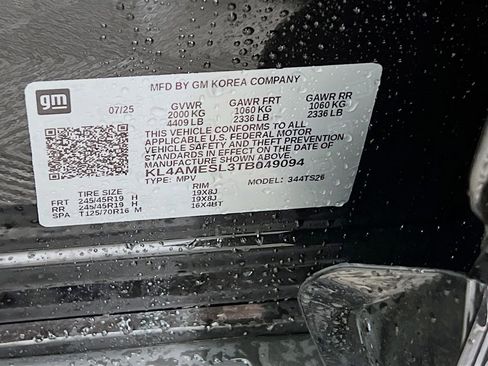 MFD BY GM KOREA COMPANY
gm
07/25 GVWR GAWR FRT GAWR RR
2000 KG 1060 KG 1060 KG
4409 LB 2336 LB 2336 LB
THIS VEHICLE CONFORMS TO ALL
APPLICABLE U.S. FEDERAL MOTOR
VEHICLE SAFETY AND THEFT PREVENTION
STANDARDS IN EFFECT ON THE DATE OF
MANUFACTURE SHOWN ABOVE.
KL4AMESL3TB049094
TYPE: MPV MODEL: 344TS26
TIRE SIZE RIM
FRT 245/45R19 H 19X8J
RR 245/45R19 H 19X8J
SPA T125/70R16 M 16X4BT